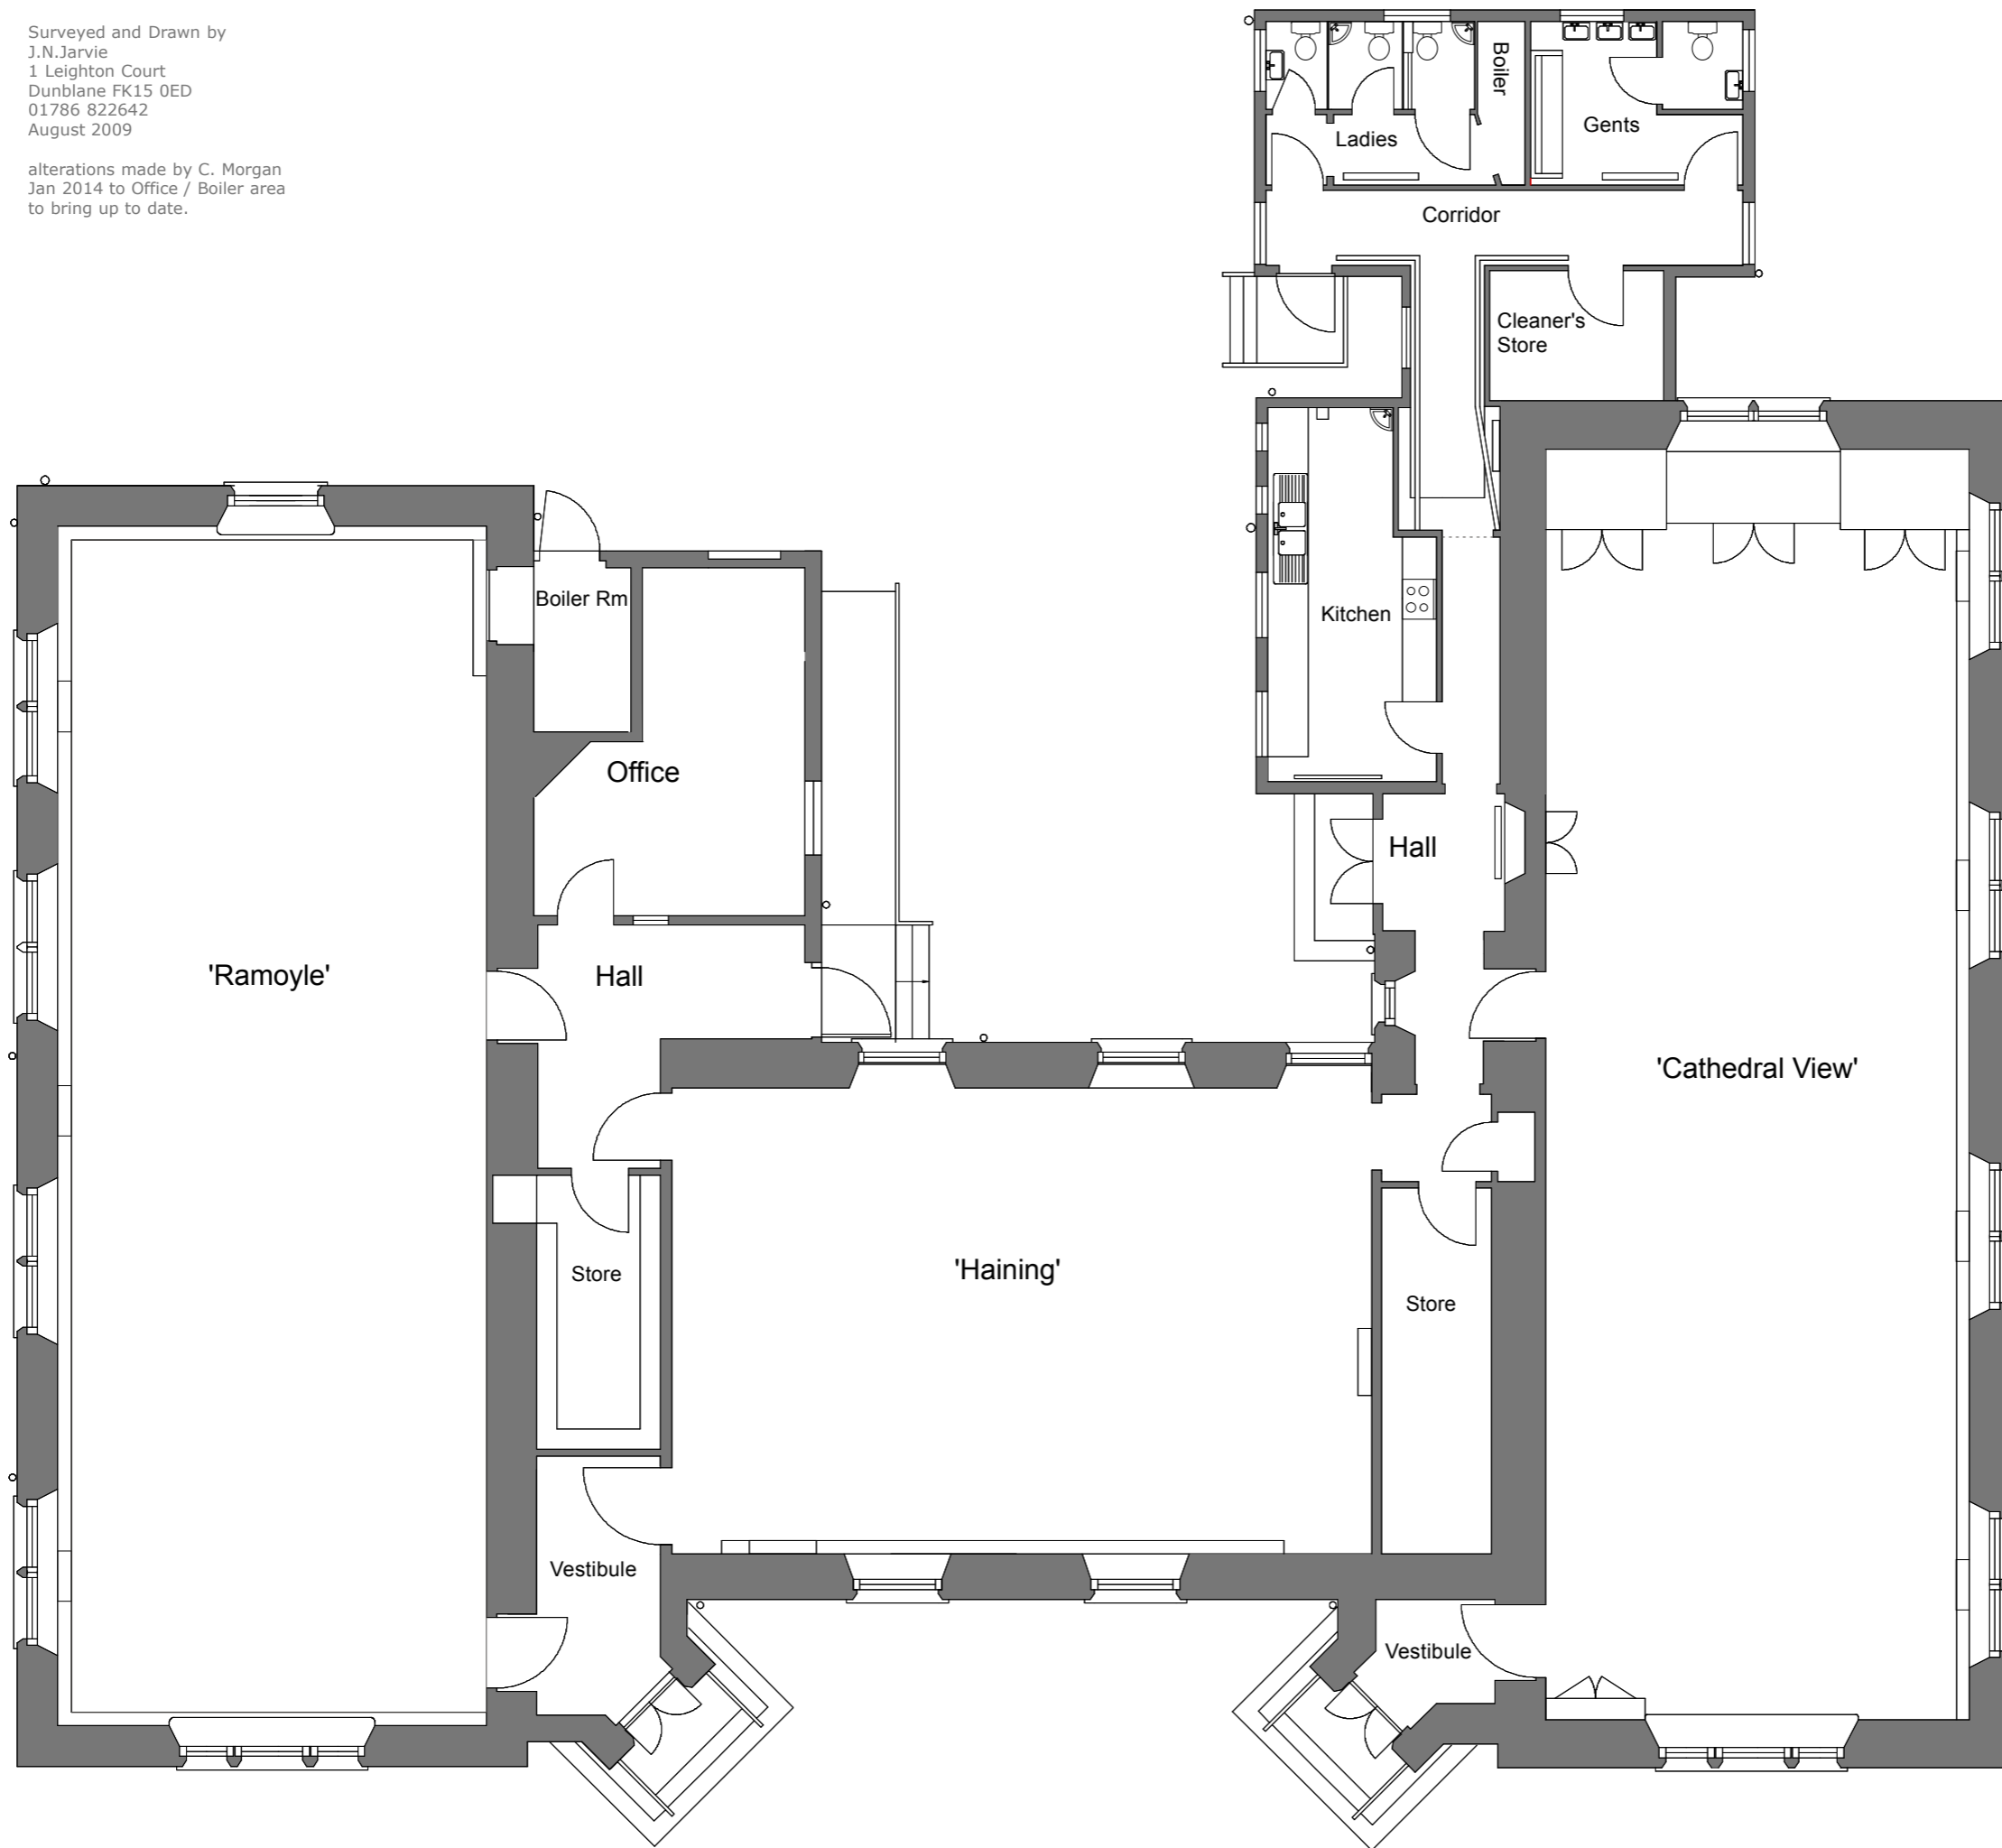 Surveyed and Drawn by
J.N.Jarvie
1 Leighton Court
Dunblane FK15 0ED
01786 822642
August 2009
alterations made by C. Morgan
Jan 2014 to Office / Boiler area
to bring up to date.
Boiler
Ladies
Gents
Corridor
Cleaner's
Store
Boiler Rm
Kitchen
Office
Hall
'Ramoyle'
Hall
'Cathedral View'
Store
'Haining'
Store
Vestibule
Vestibule